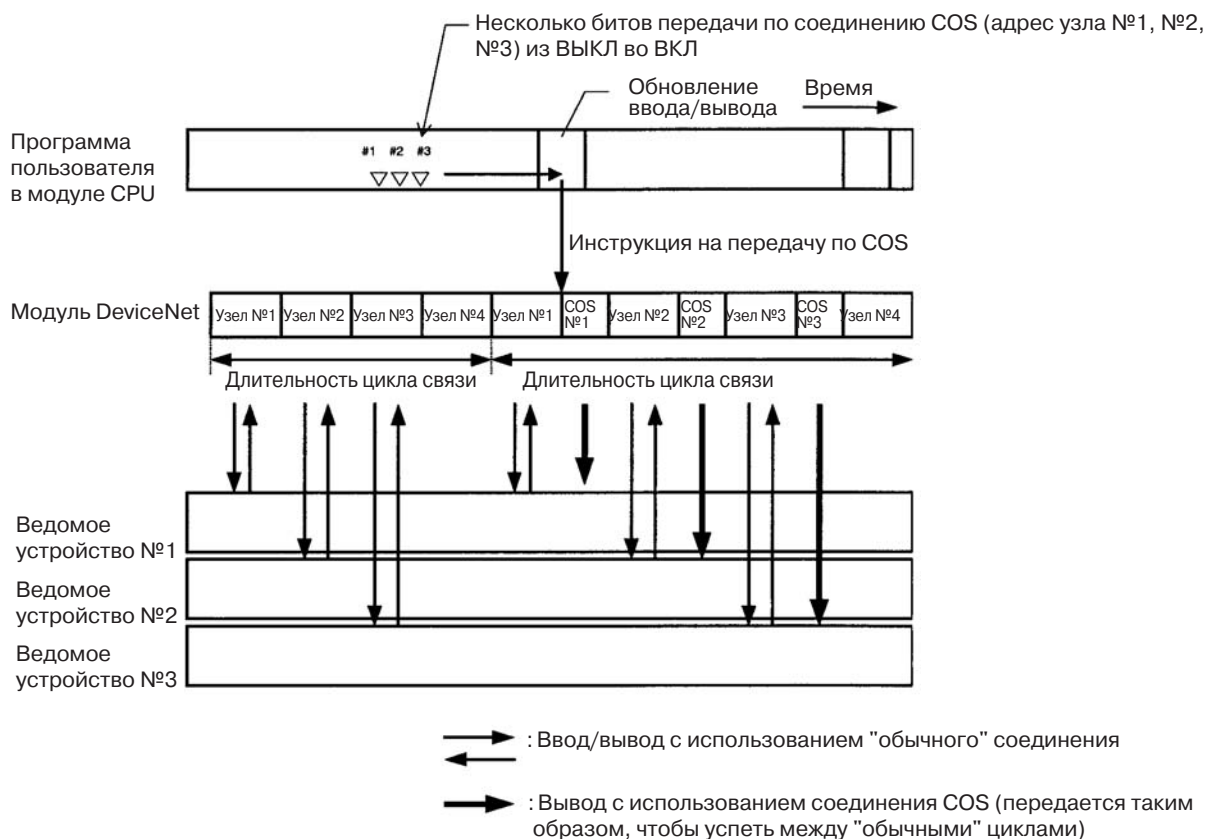 Несколько битов передачи по соединению COS (адрес узла №1, №2,
№3) из ВЫКЛ во ВКЛ
Обновление
ввода/вывода
Время
Программа
пользователя
в модуле CPU
#1 #2 #3
Инструкция на передачу по COS
Модуль DeviceNet
Узел №1 Узел №2 Узел №3 Узел №4 Узел №1 COS №1 Узел №2 COS №2 Узел №3 COS №3 Узел №4
Длительность цикла связи Длительность цикла связи
Ведомое
устройство №1
Ведомое
устройство №2
Ведомое
устройство №3
: Ввод/вывод с использованием "обычного" соединения
: Вывод с использованием соединения COS (передается таким
образом, чтобы успеть между "обычными" циклами)